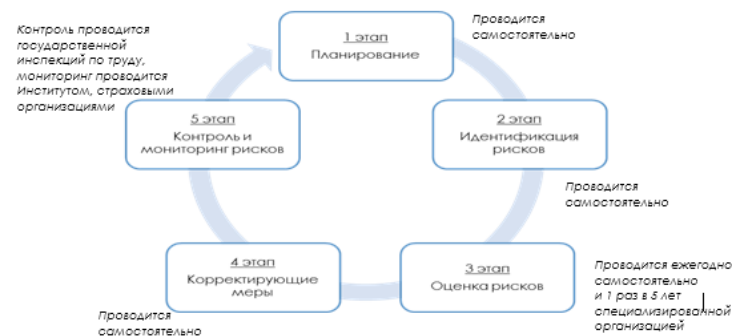 Контроль проводится
государственной
инспекций по труду,
мониторинг проводится
Институтом, страховыми
организациями
1 этап
Планирование
Проводится
самостоятельно
2 этап
Идентификация
рисков
Проводится
самостоятельно
3 этап
Оценка рисков
Проводится ежегодно
самостоятельно
и 1 раз в 5 лет
специализированной
организацией
4 этап
Корректирующие
меры
Проводится
самостоятельно
5 этап
Контроль и
мониторинг рисков